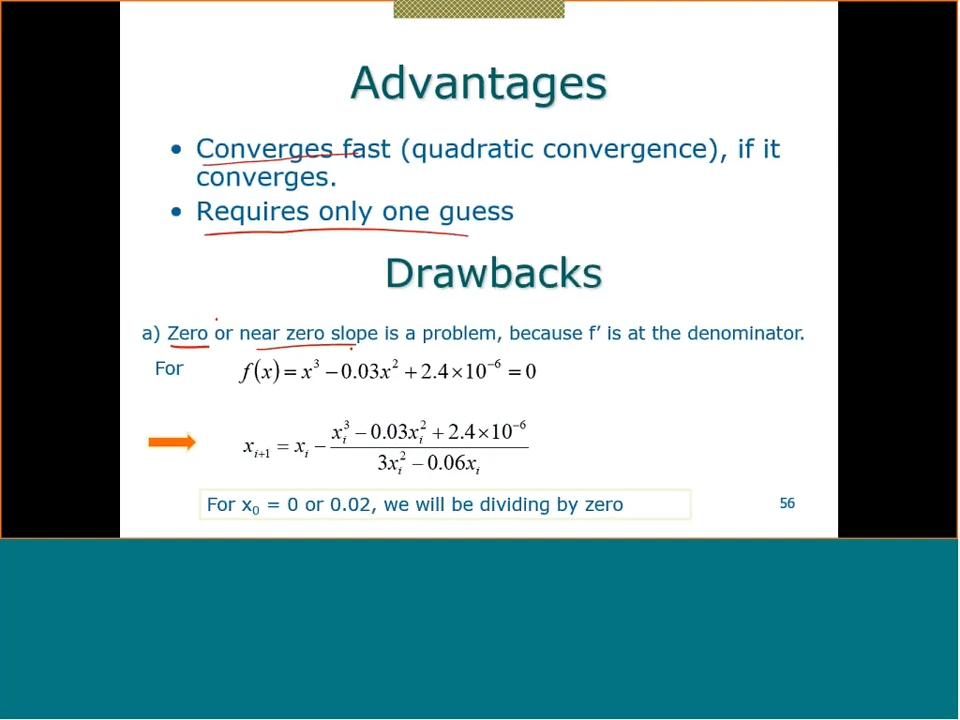 Advantages
• Converges fast (quadratic convergence), if it
converges.
• Requires only one guess
Drawbacks
a) Zero or near zero slope is a problem, because f’ is at the denominator.
For f(x) = x³ − 0.03x² + 2.4×10⁻⁶ = 0
xᵢ₊₁ = xᵢ − (xᵢ³ − 0.03xᵢ² + 2.4×10⁻⁶) / (3xᵢ² − 0.06xᵢ)
For x₀ = 0 or 0.02, we will be dividing by zero
56